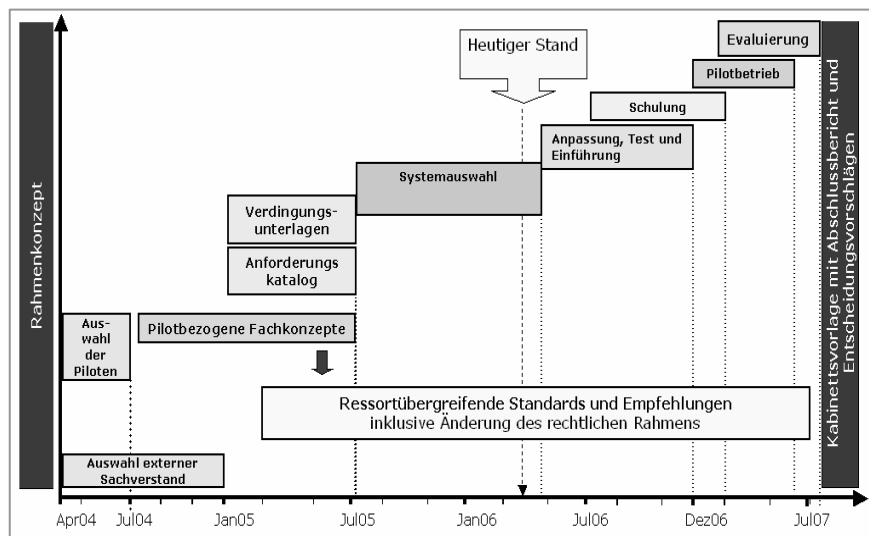 Rahmenkonzept
Heutiger Stand
Evaluierung
Pilotbetrieb
Schulung
Anpassung, Test und
Einführung
Systemauswahl
Verdingungs-
unterlagen
Anforderungs
katalog
Aus-
wahl
der
Piloten
Pilotbezogene Fachkonzepte
Ressortübergreifende Standards und Empfehlungen
inklusive Änderung des rechtlichen Rahmens
Auswahl externer
Sachverstand
Kabinettsvorlage mit Abschlussbericht und
Entscheidungsvorschlägen
Apr04 Jul04 Jan05 Jul05 Jan06 Jul06 Dez06 Jul07